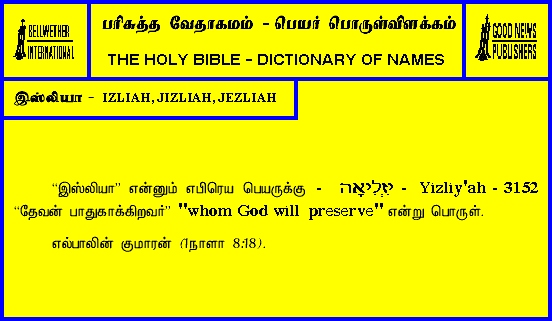 BELLWETHER
INTERNATIONAL
பரிசுத்த வேதாகமம் - பெயர் பொருள்விளக்கம்
THE HOLY BIBLE - DICTIONARY OF NAMES
GOOD NEWS
PUBLISHERS
இஸ்லியா - IZLIAH, JIZLIAH, JEZLIAH
“இஸ்லியா” என்னும் எபிரெய பெயருக்கு - יִזְלִיאָה - Yizliy'ah - 3152
“தேவன் பாதுகாக்கிறவர்” "whom God will preserve" என்று பொருள்.
எல்பாலின் குமாரன் (1நாளா 8:18).